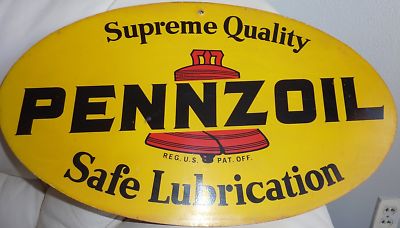 Supreme Quality
PENNZOIL
REG. U.S. PAT. OFF.
Safe Lubrication